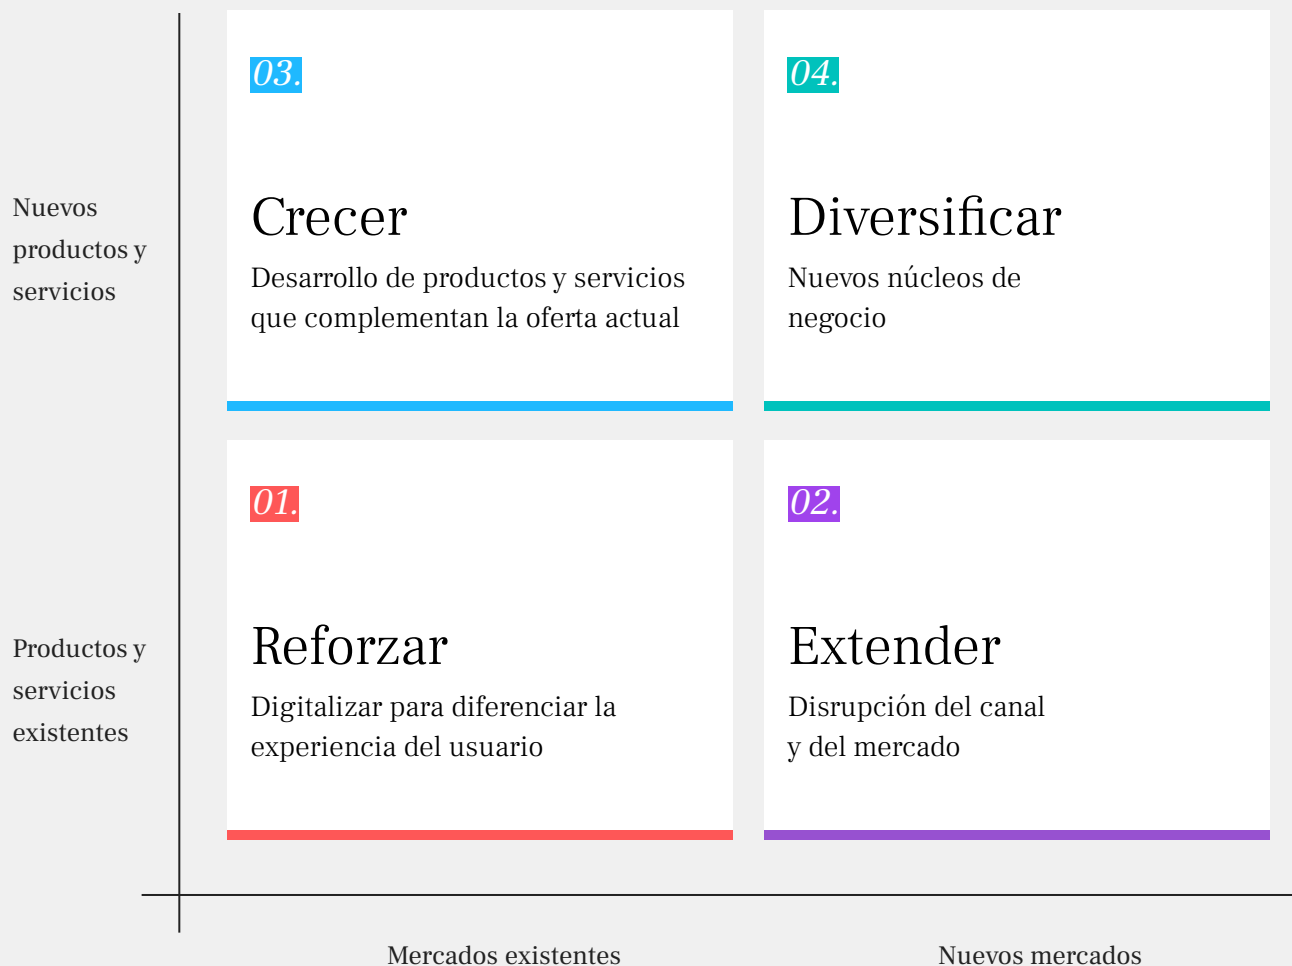 Nuevos
productos y
servicios
03.
Crecer
Desarrollo de productos y servicios
que complementan la oferta actual
04.
Diversificar
Nuevos núcleos de
negocio
Productos y
servicios
existentes
01.
Reforzar
Digitalizar para diferenciar la
experiencia del usuario
02.
Extender
Disrupción del canal
y del mercado
Mercados existentes
Nuevos mercados